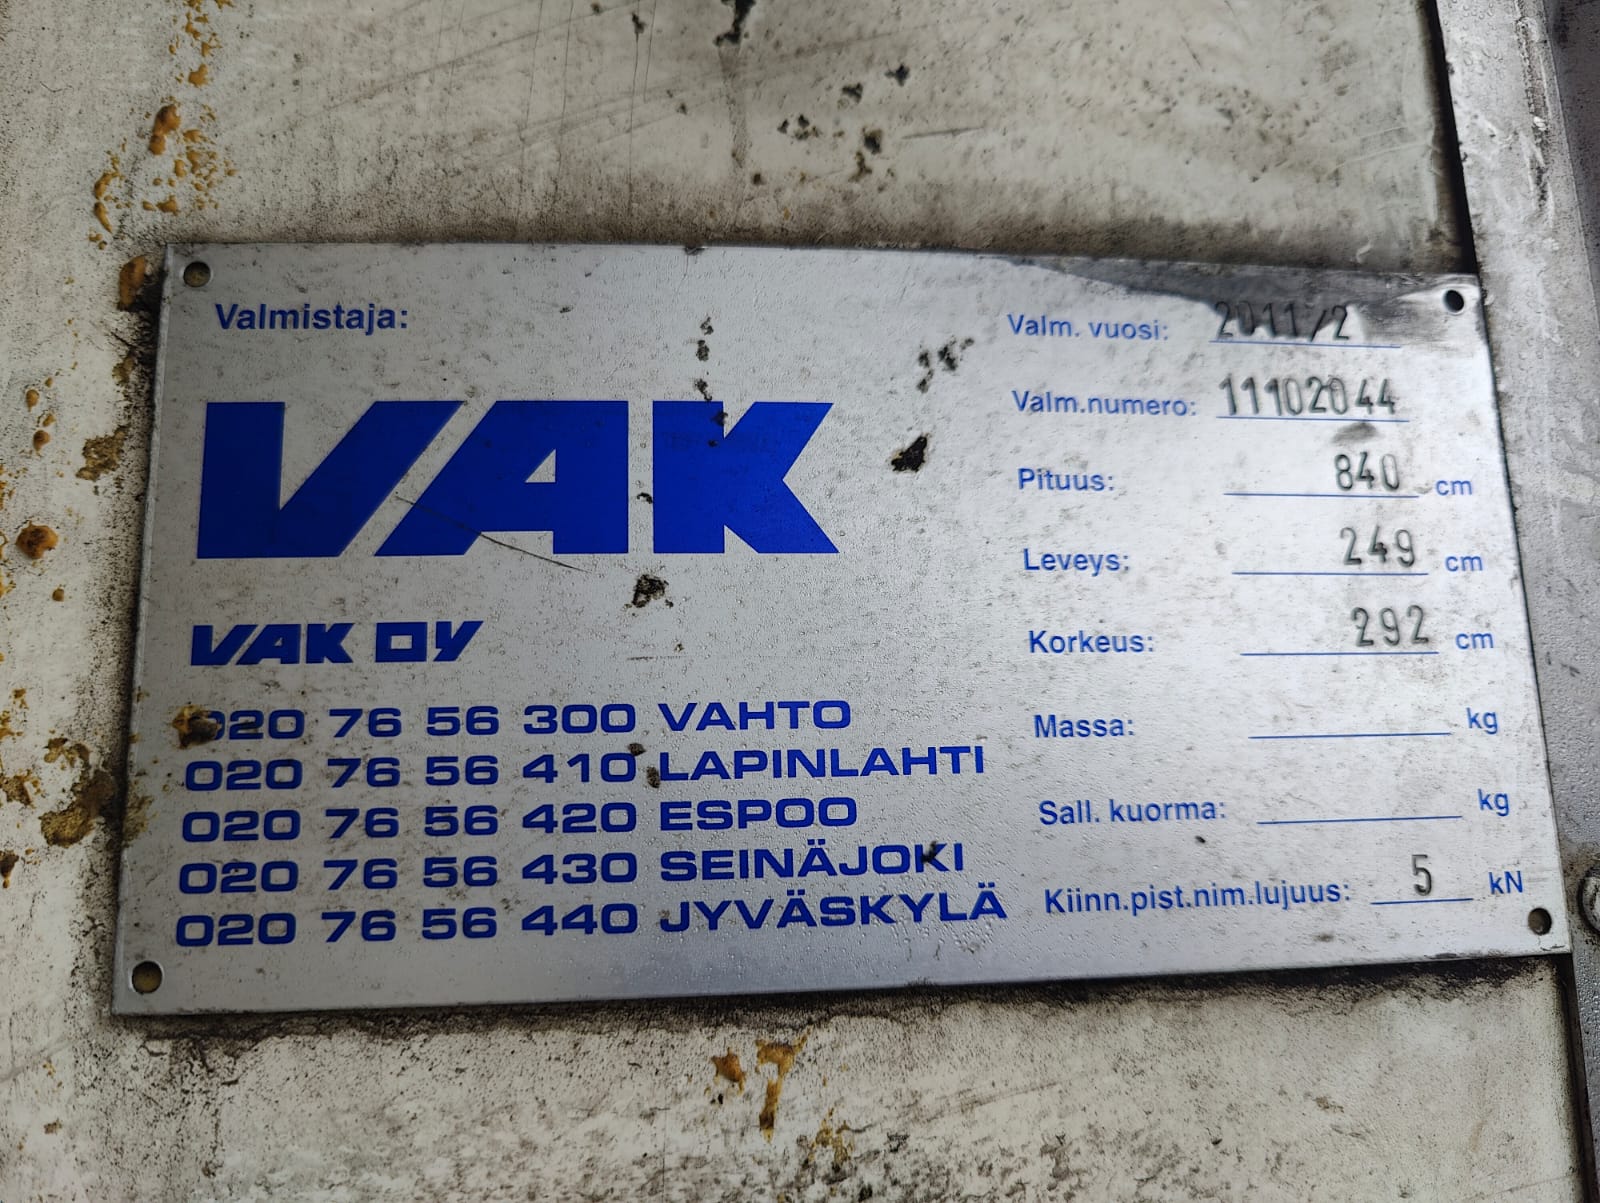 Valmistaja:
VAK
VAK OY
020 76 56 300 VAHTO
020 76 56 410 LAPINLAHTI
020 76 56 420 ESPOO
020 76 56 430 SEINÄJOKI
020 76 56 440 JYVÄSKYLÄ
Valm. vuosi: 2011/2
Valm.numero: 11102044
Pituus: 840 cm
Leveys: 249 cm
Korkeus: 292 cm
Massa: kg
Sall. kuorma: kg
Kiinn.pist.nim.lujuus: 5 kN